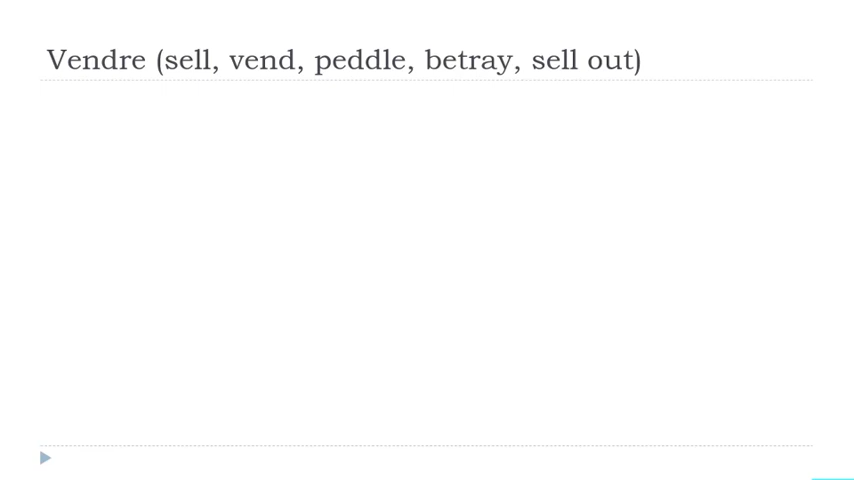 Vendre (sell, vend, peddle, betray, sell out)